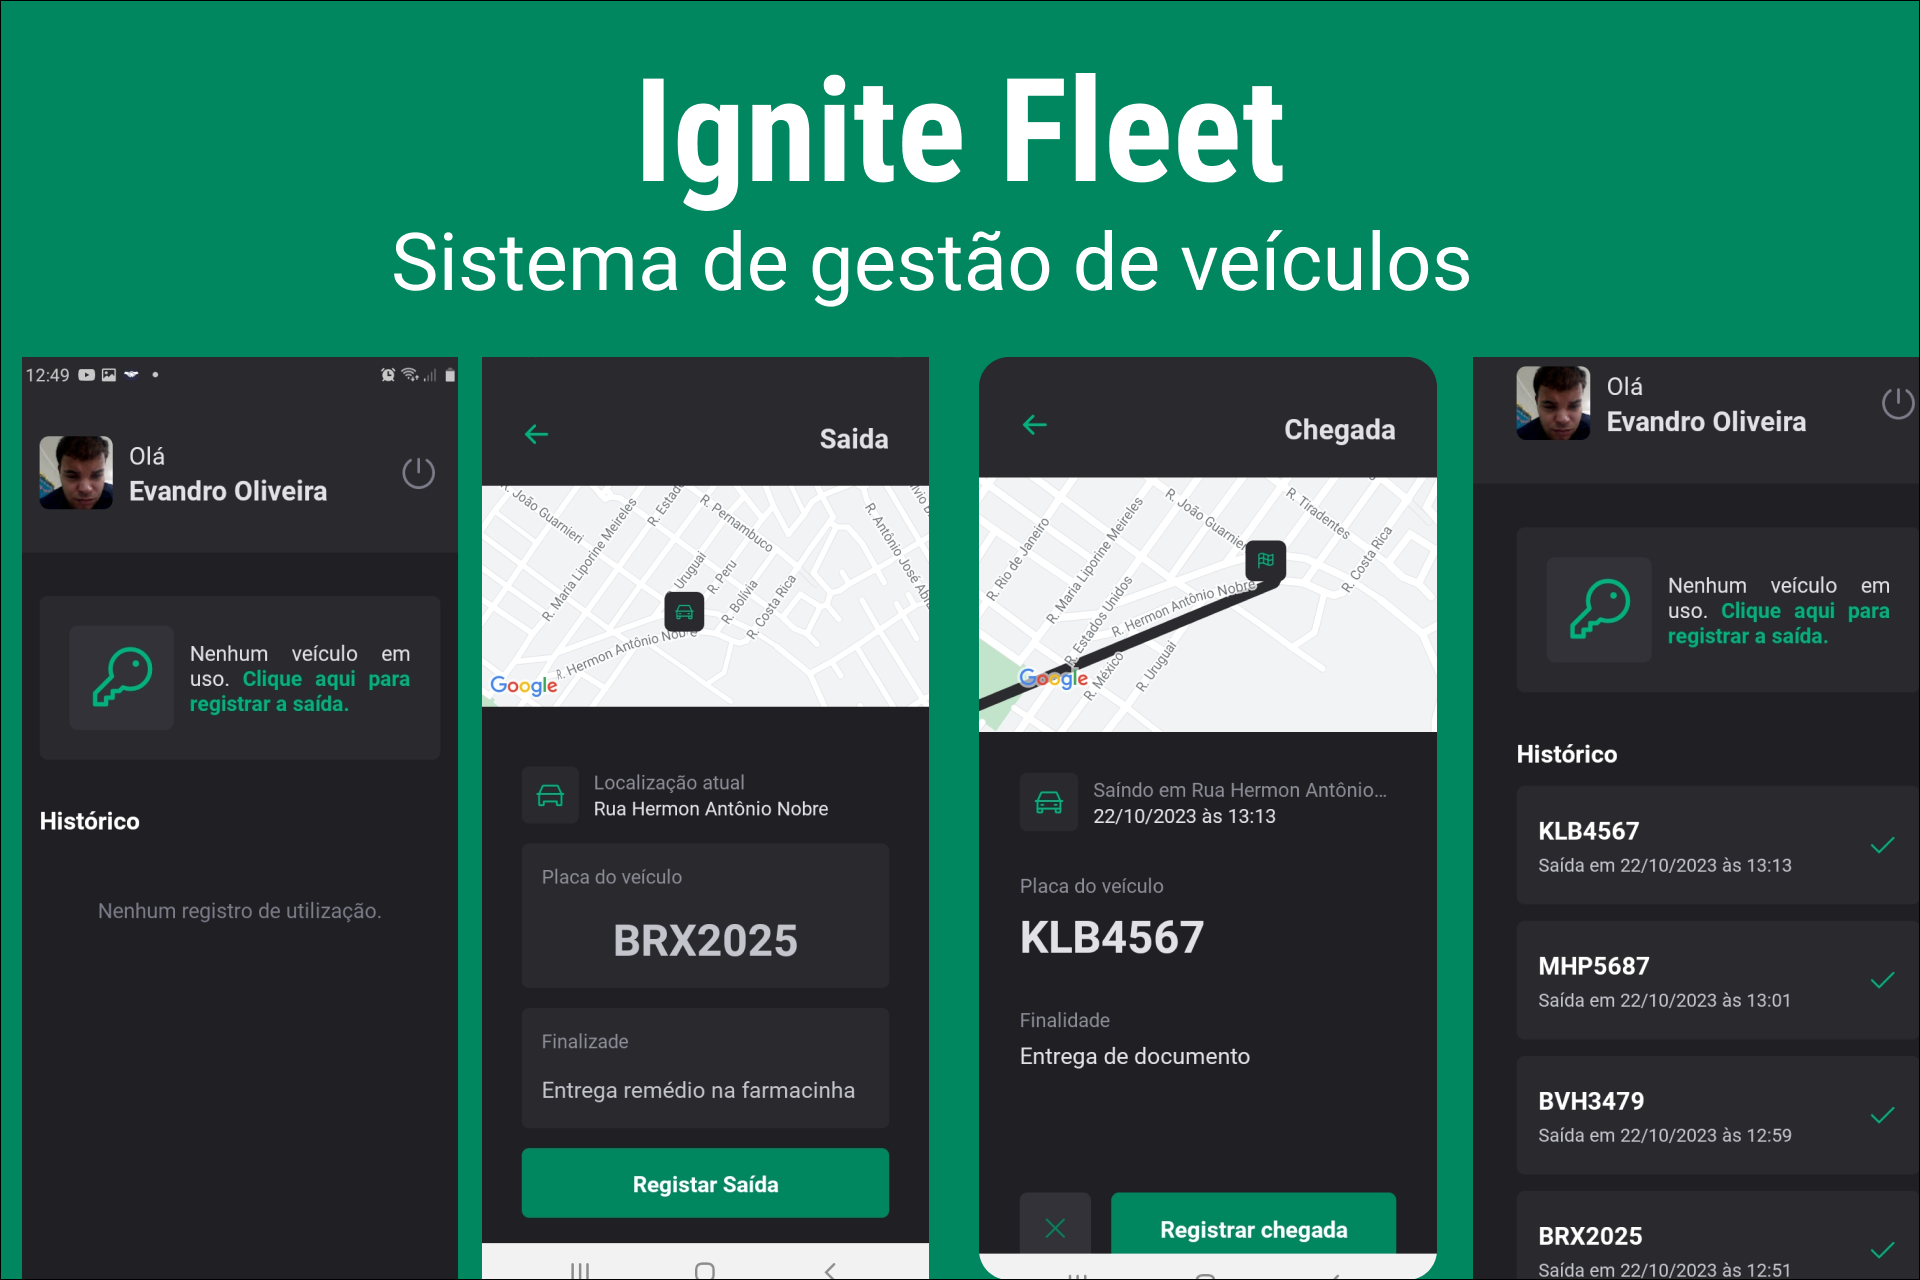 Ignite Fleet
Sistema de gestão de veículos
12:49
Olá
Evandro Oliveira
Nenhum veículo em
uso. Clique aqui para
registrar a saída.
Histórico
Nenhum registro de utilização.
Saida
R. João Guarnieri
R. Maria Liporine Meireles
R. Estado
R. Pernambuco
R. Antônio José Abra
Uruguai
R. Peru
R. Bolívia
R. Costa Rica
R. Hermon Antônio Nobre
Google
Localização atual
Rua Hermon Antônio Nobre
Placa do veículo
BRX2025
Finalizade
Entrega remédio na farmacinha
Registar Saída
Chegada
R. Rio de Janeiro
R. Maria Liporine Meireles
R. João Guarnieri
R. Tiradentes
R. Costa Rica
R. Estados Unidos
R. Hermon Antônio Nobre
R. México
R. Uruguai
Google
Saíndo em Rua Hermon Antônio...
22/10/2023 às 13:13
Placa do veículo
KLB4567
Finalidade
Entrega de documento
Registrar chegada
Olá
Evandro Oliveira
Nenhum veículo em
uso. Clique aqui para
registrar a saída.
Histórico
KLB4567
Saída em 22/10/2023 às 13:13
MHP5687
Saída em 22/10/2023 às 13:01
BVH3479
Saída em 22/10/2023 às 12:59
BRX2025
Saída em 22/10/2023 às 12:51